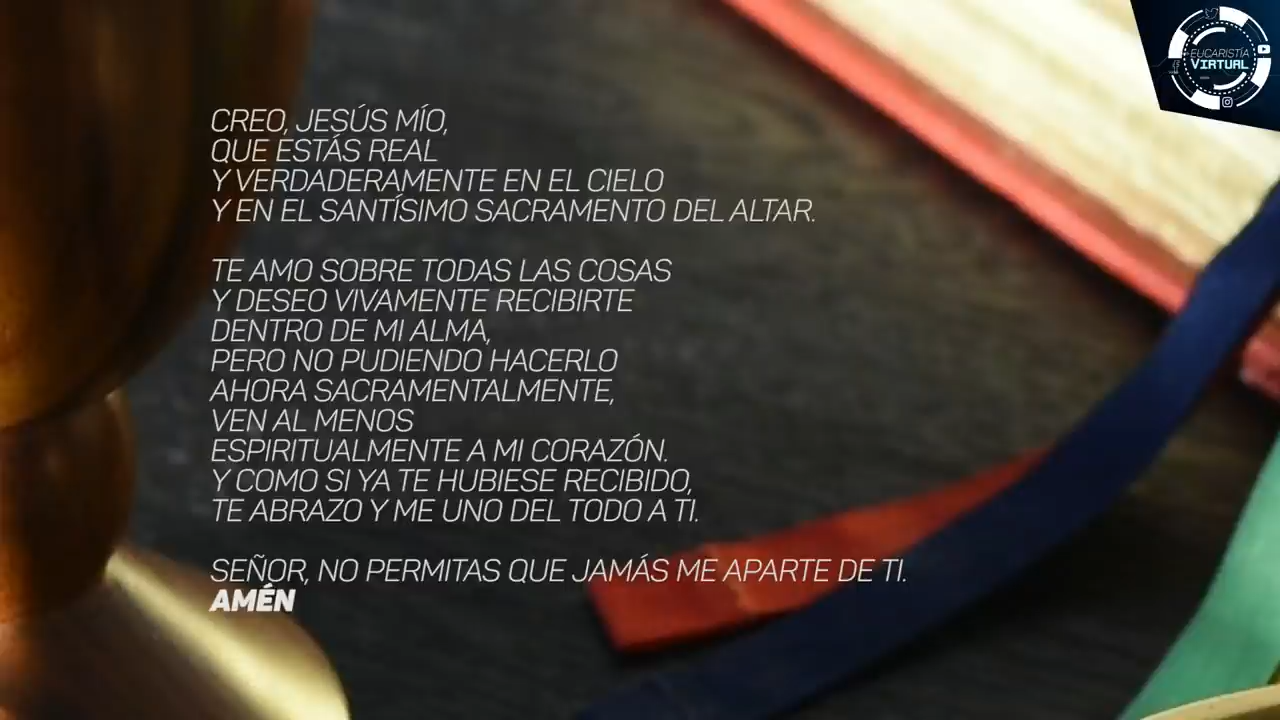 EUCARISTÍA
VIRTUAL
CREO, JESÚS MÍO,
QUE ESTÁS REAL
Y VERDADERAMENTE EN EL CIELO
Y EN EL SANTÍSIMO SACRAMENTO DEL ALTAR.
TE AMO SOBRE TODAS LAS COSAS
Y DESEO VIVAMENTE RECIBIRTE
DENTRO DE MI ALMA,
PERO NO PUDIENDO HACERLO
AHORA SACRAMENTALMENTE,
VEN AL MENOS
ESPIRITUALMENTE A MI CORAZÓN.
Y COMO SI YA TE HUBIESE RECIBIDO,
TE ABRAZO Y ME UNO DEL TODO A TI.
SEÑOR, NO PERMITAS QUE JAMÁS ME APARTE DE TI.
AMÉN